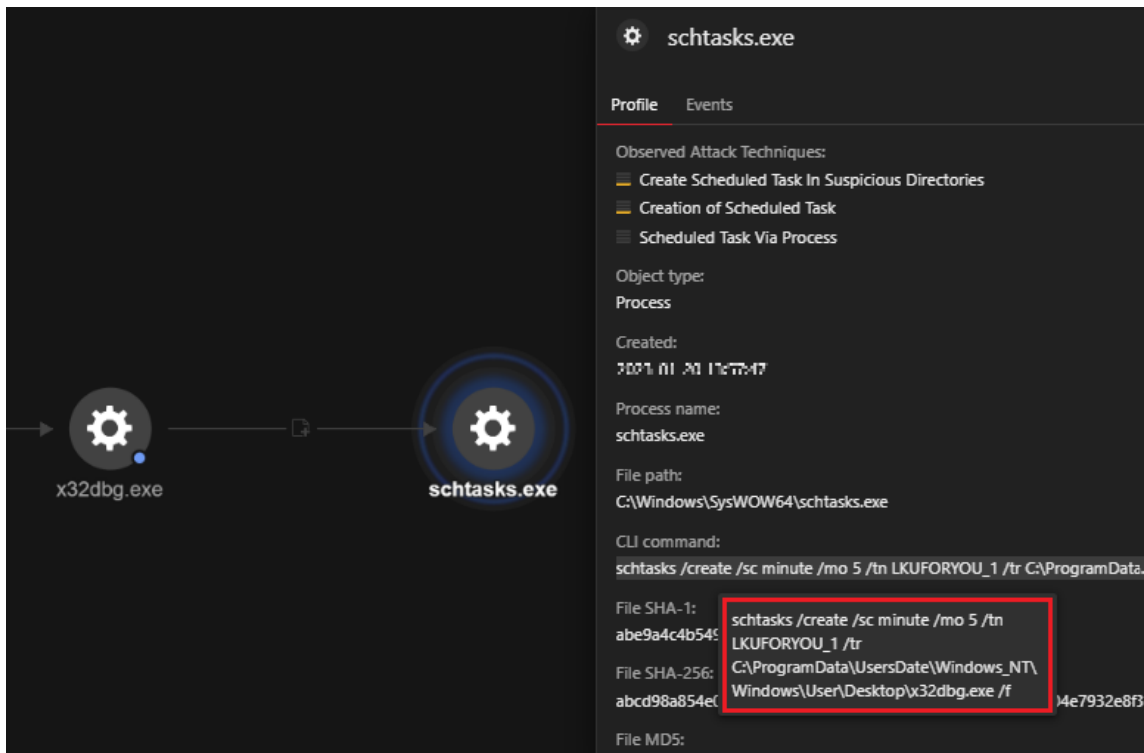 schtasks.exe
Profile Events
Observed Attack Techniques:
Create Scheduled Task In Suspicious Directories
Creation of Scheduled Task
Scheduled Task Via Process
Object type:
Process
Created:
Process name:
schtasks.exe
File path:
C:\Windows\SysWOW64\schtasks.exe
CLI command:
schtasks /create /sc minute /mo 5 /tn LKUFORYOU_1 /tr C:\ProgramData.
File SHA-1:
abe9a4c4b549
File SHA-256:
abcd98a854e 04e7932e8f3
File MD5:
schtasks /create /sc minute /mo 5 /tn
LKUFORYOU_1 /tr
C:\ProgramData\UsersDate\Windows_NT\
Windows\User\Desktop\x32dbg.exe /f
x32dbg.exe
schtasks.exe